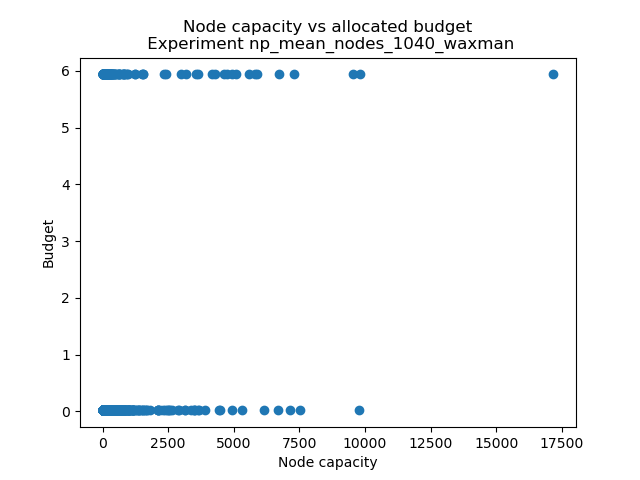 Node capacity vs allocated budget
Experiment np_mean_nodes_1040_waxman
6
5
4
3
2
1
0
Budget
0 2500 5000 7500 10000 12500 15000 17500
Node capacity